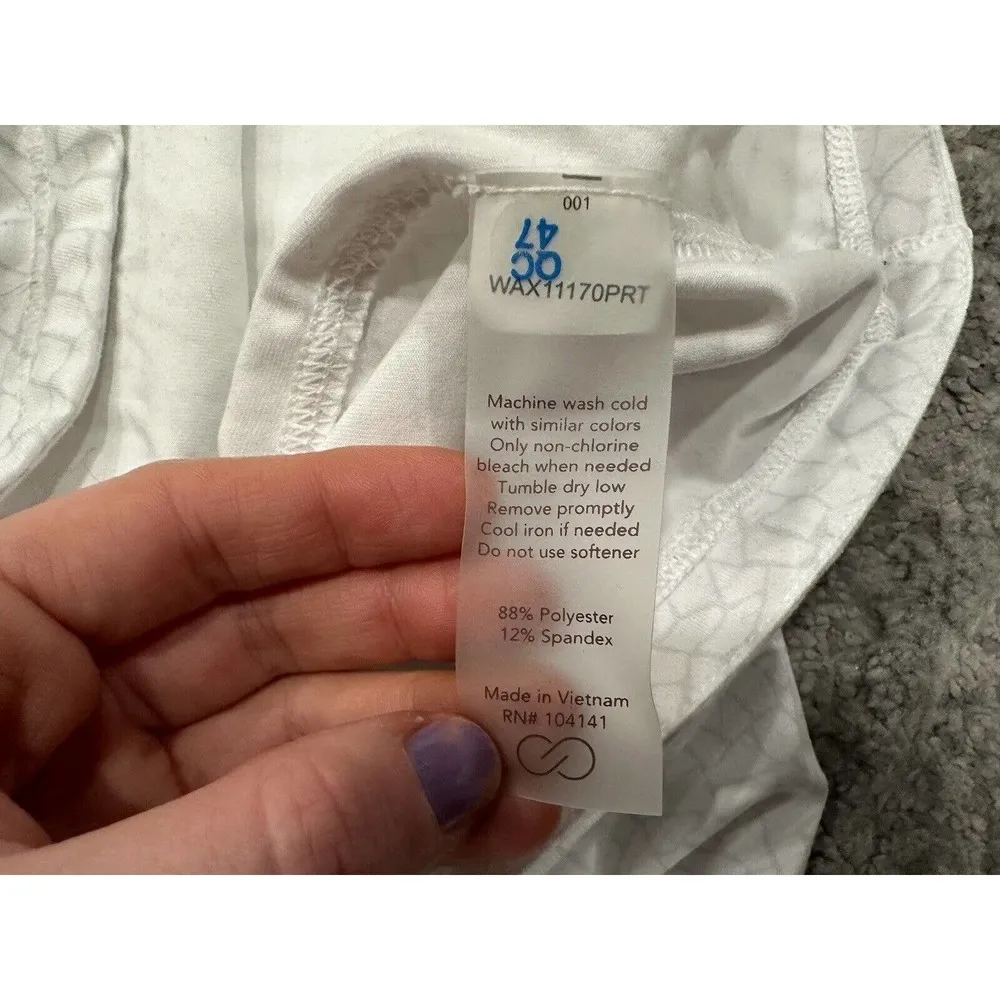 001
QC
47
WAX11170PRT
Machine wash cold
with similar colors
Only non-chlorine
bleach when needed
Tumble dry low
Remove promptly
Cool iron if needed
Do not use softener
88% Polyester
12% Spandex
Made in Vietnam
RN# 104141